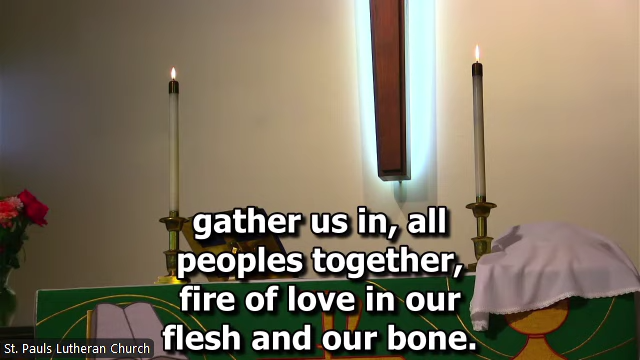 gather us in, all
peoples together,
fire of love in our
flesh and our bone.
St. Pauls Lutheran Church